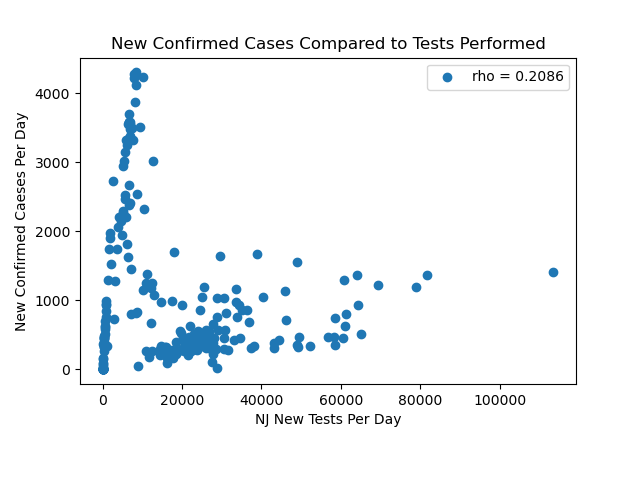 New Confirmed Cases Compared to Tests Performed
rho = 0.2086
New Confirmed Caeses Per Day
4000
3000
2000
1000
0
0 20000 40000 60000 80000 100000
NJ New Tests Per Day